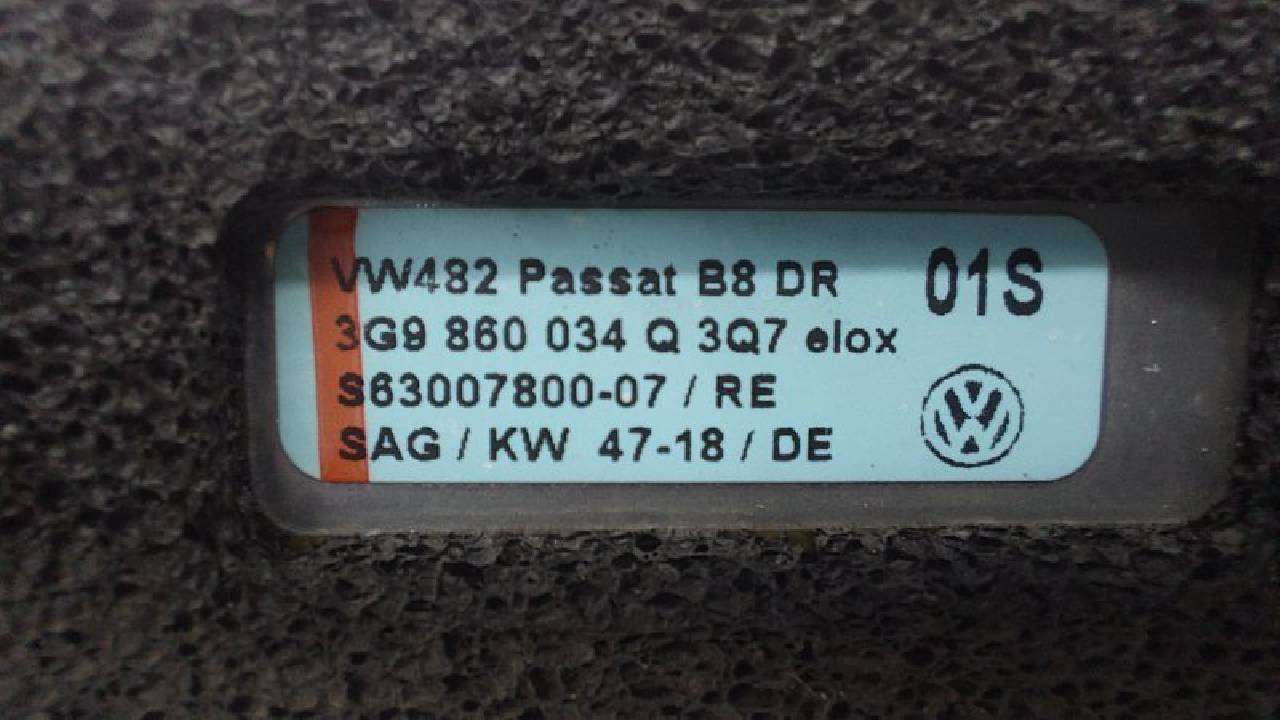 VW482 Passat B8 DR
01S
3G9 860 034 Q 3Q7 elox
S63007800-07 / RE
SAG / KW 47-18 / DE